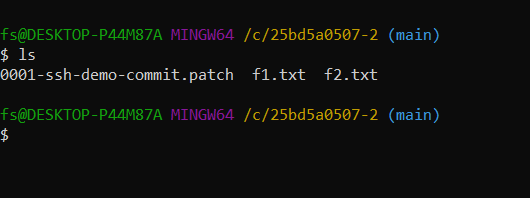 fs@DESKTOP-P44M87A MINGW64 /c/25bd5a0507-2 (main)
$ ls
0001-ssh-demo-commit.patch  f1.txt  f2.txt
fs@DESKTOP-P44M87A MINGW64 /c/25bd5a0507-2 (main)
$